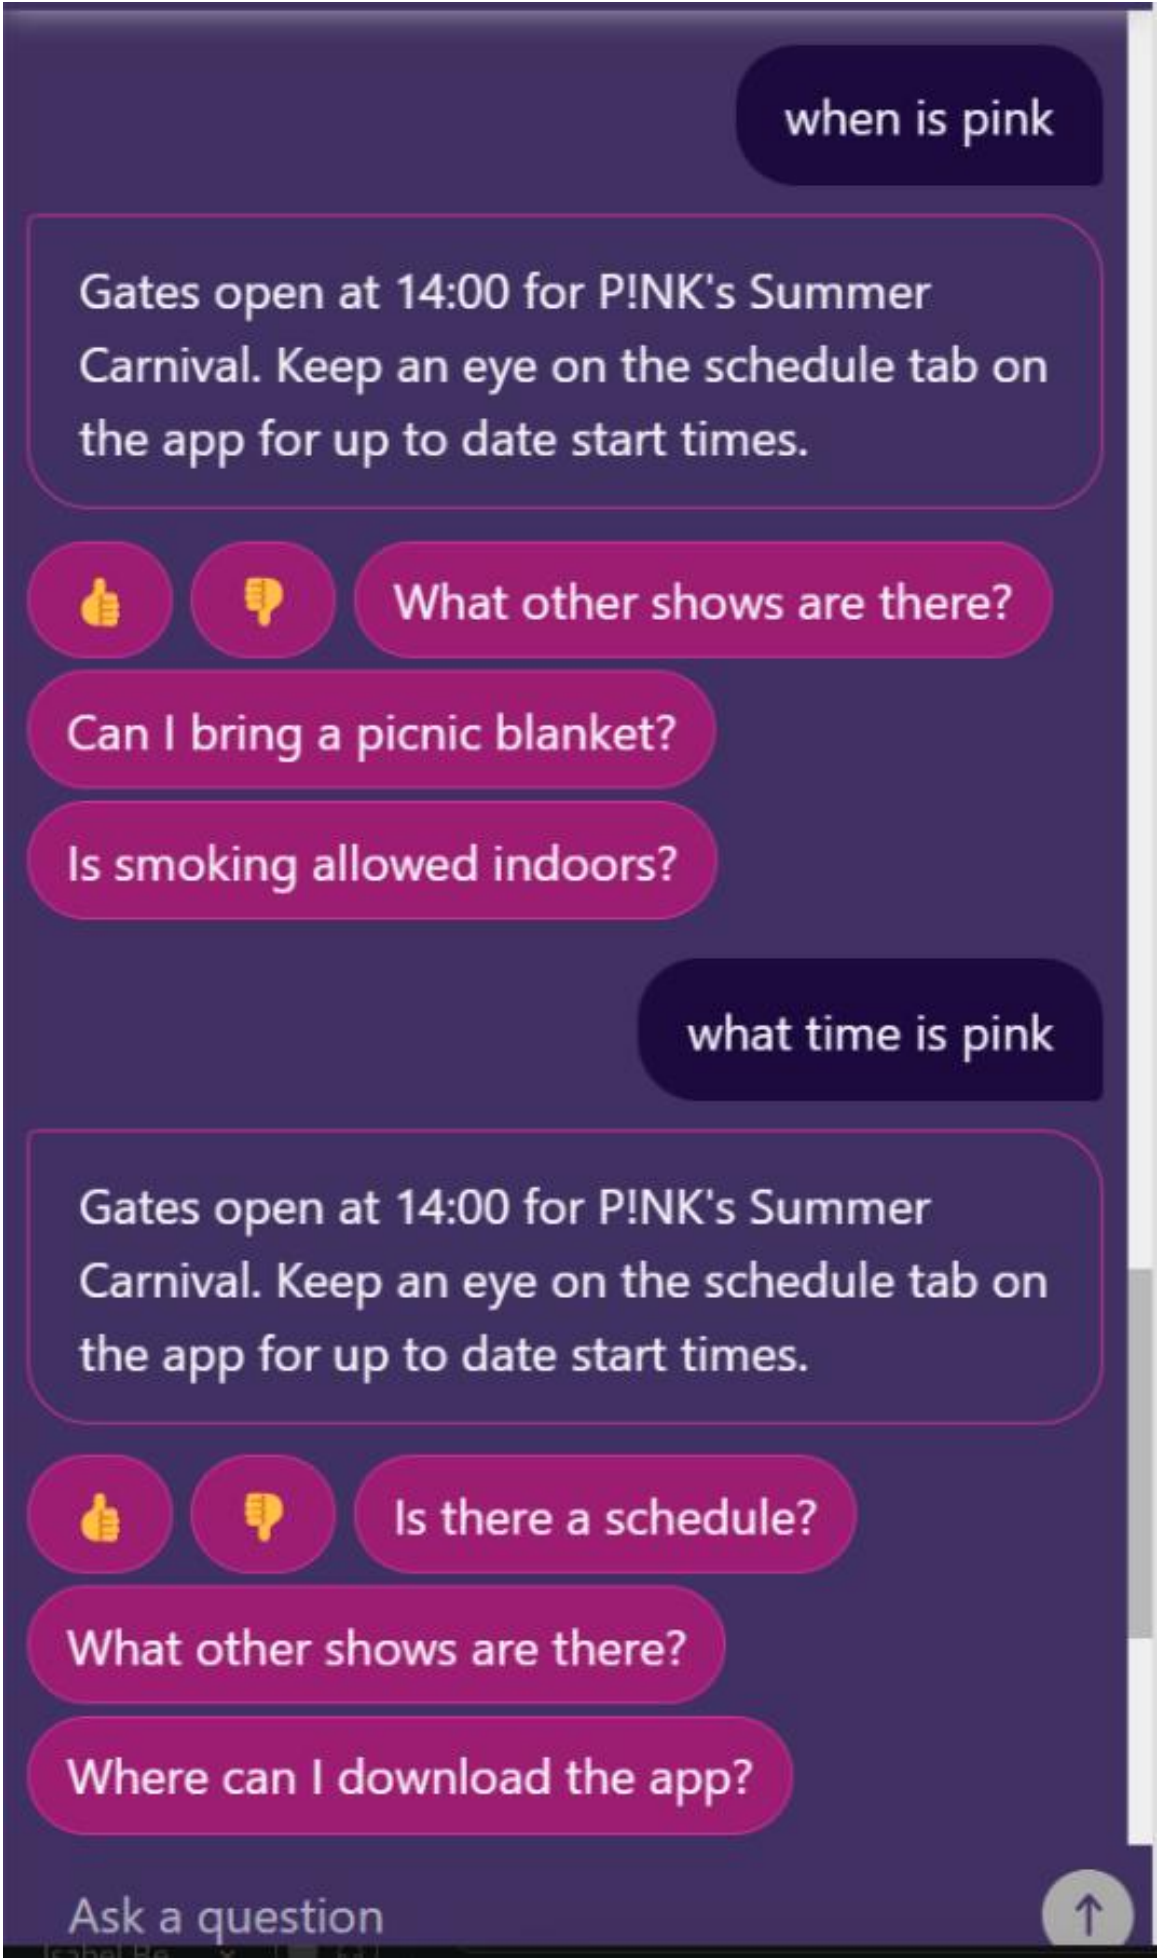 when is pink
Gates open at 14:00 for P!NK's Summer
Carnival. Keep an eye on the schedule tab on
the app for up to date start times.
What other shows are there?
Can I bring a picnic blanket?
Is smoking allowed indoors?
what time is pink
Gates open at 14:00 for P!NK's Summer
Carnival. Keep an eye on the schedule tab on
the app for up to date start times.
Is there a schedule?
What other shows are there?
Where can I download the app?
Ask a question